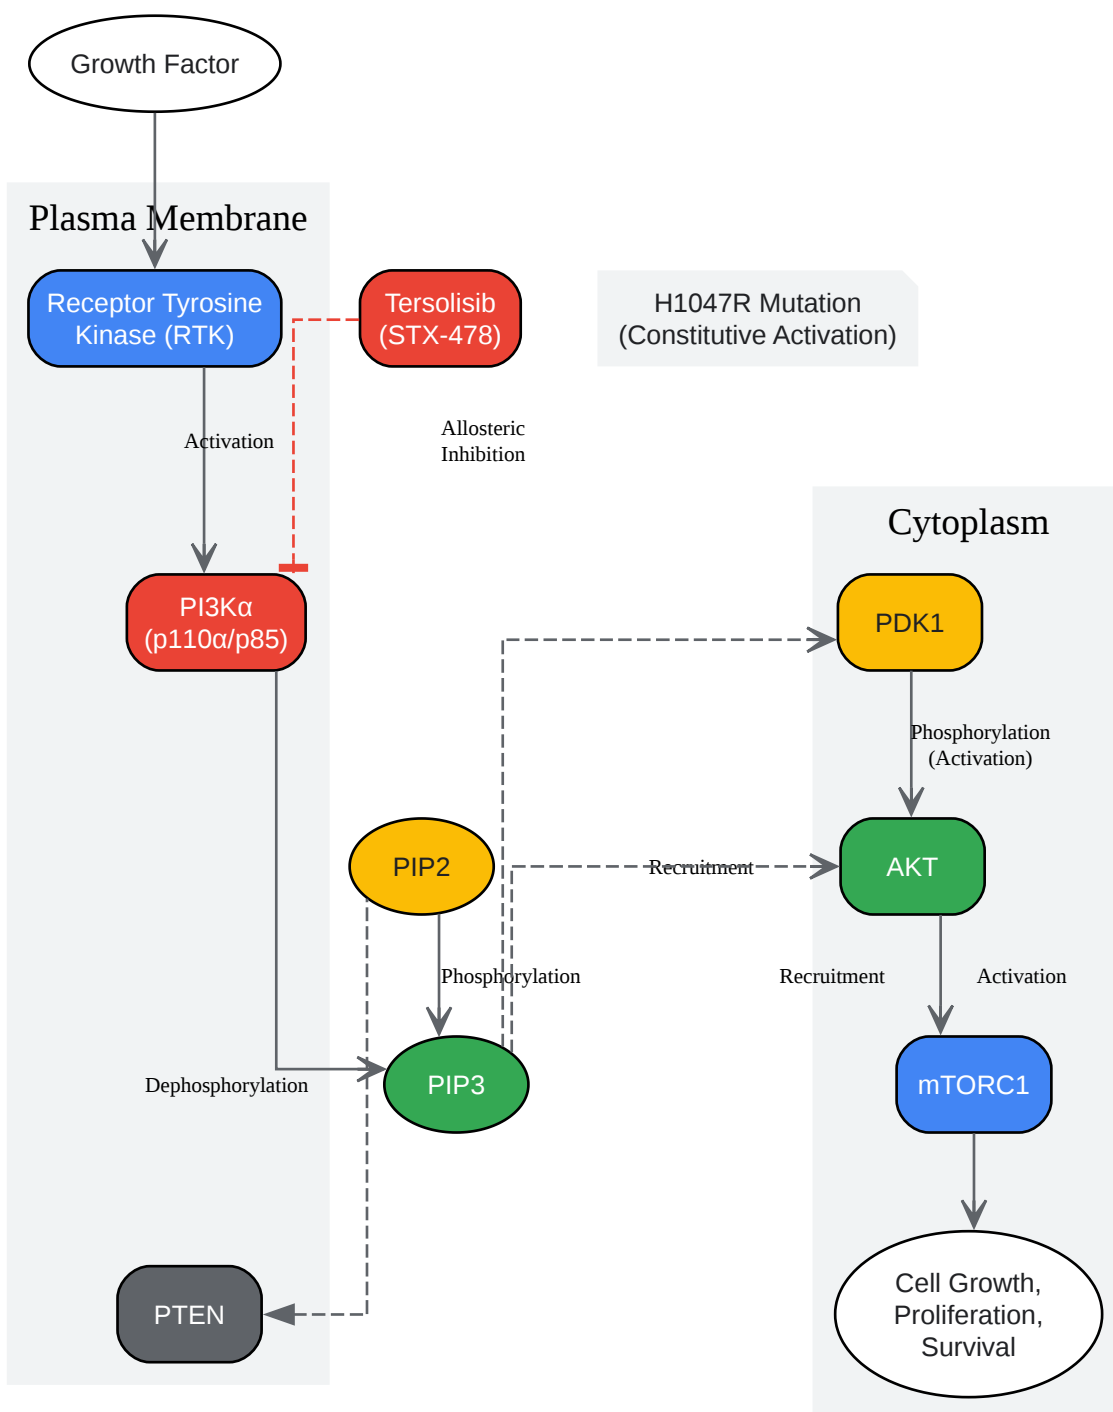 Growth Factor
Plasma Membrane
Receptor Tyrosine
Kinase (RTK)
Tersolisib
(STX-478)
H1047R Mutation
(Constitutive Activation)
Activation
Allosteric
Inhibition
Cytoplasm
PI3Kα
(p110α/p85)
PDK1
Phosphorylation
(Activation)
PIP2
Recruitment
AKT
Phosphorylation
Recruitment
Activation
Dephosphorylation
PIP3
mTORC1
PTEN
Cell Growth,
Proliferation,
Survival